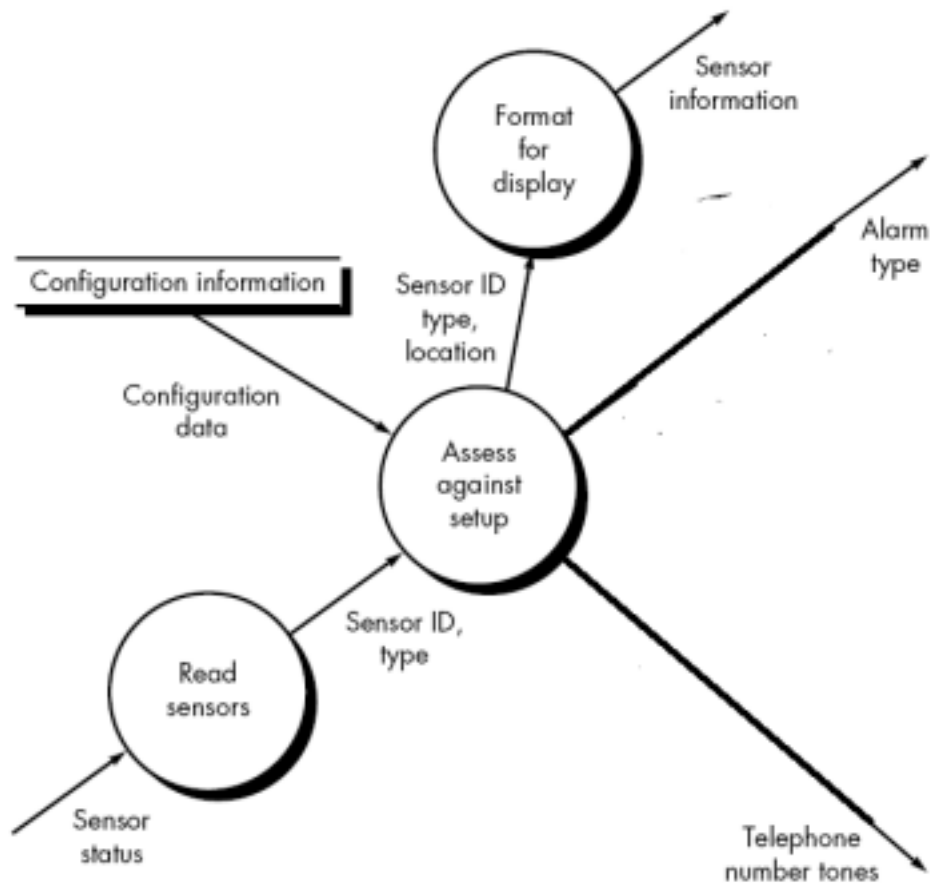 Sensor
information
Format
for
display
Alarm
type
Configuration information
Sensor ID
type,
location
Configuration
data
Assess
against
setup
Sensor ID,
type
Read
sensors
Sensor
status
Telephone
number tones